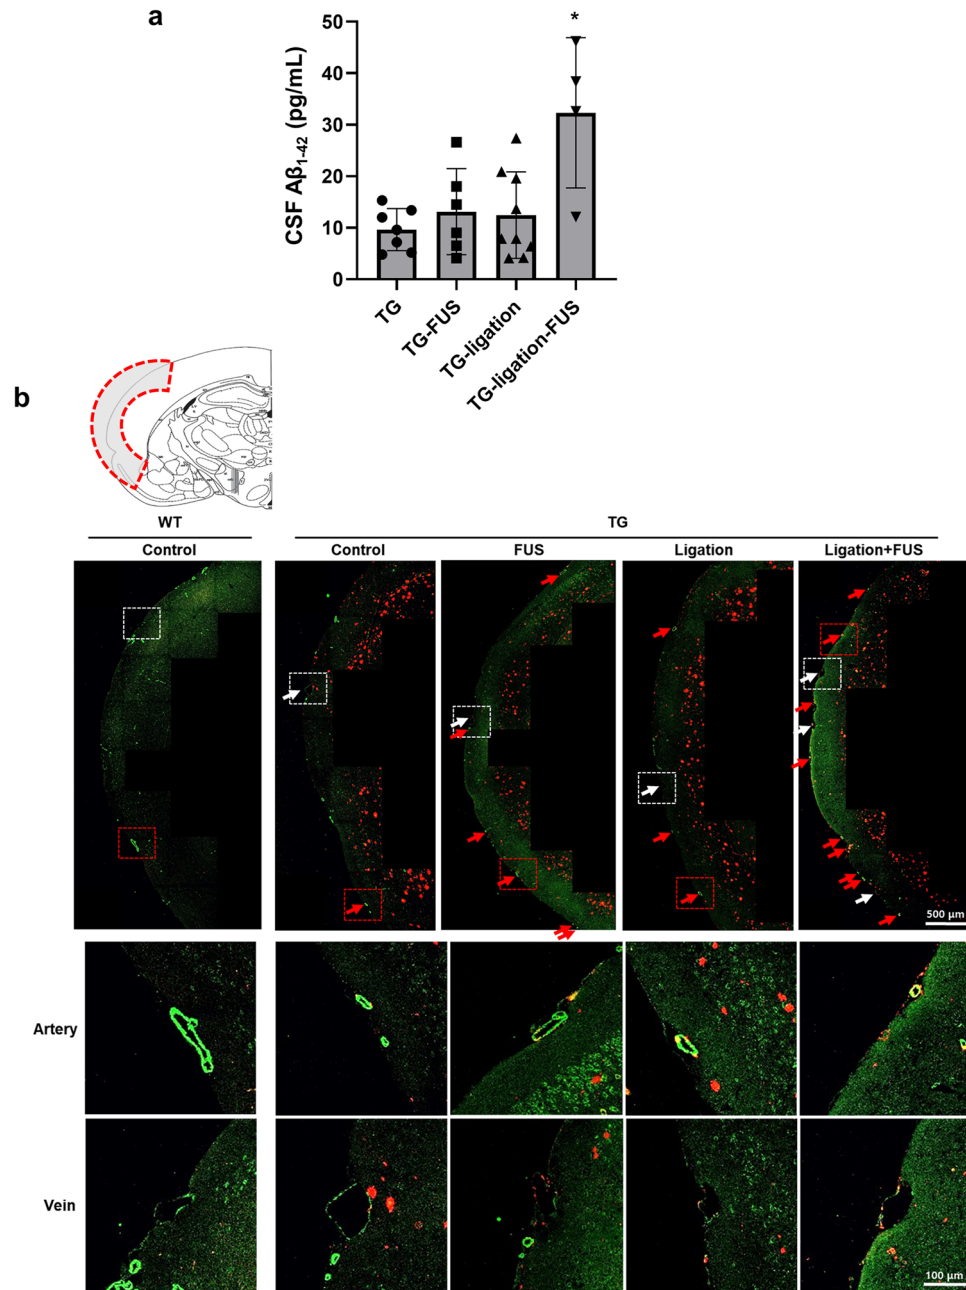 a
CSF Aβ1-42 (pg/mL)
50
40
30
20
10
0
*
TG
TG-FUS
TG-ligation
TG-ligation-FUS
b
WT
TG
Control
Control
FUS
Ligation
Ligation+FUS
500 μm
Artery
Vein
100 μm